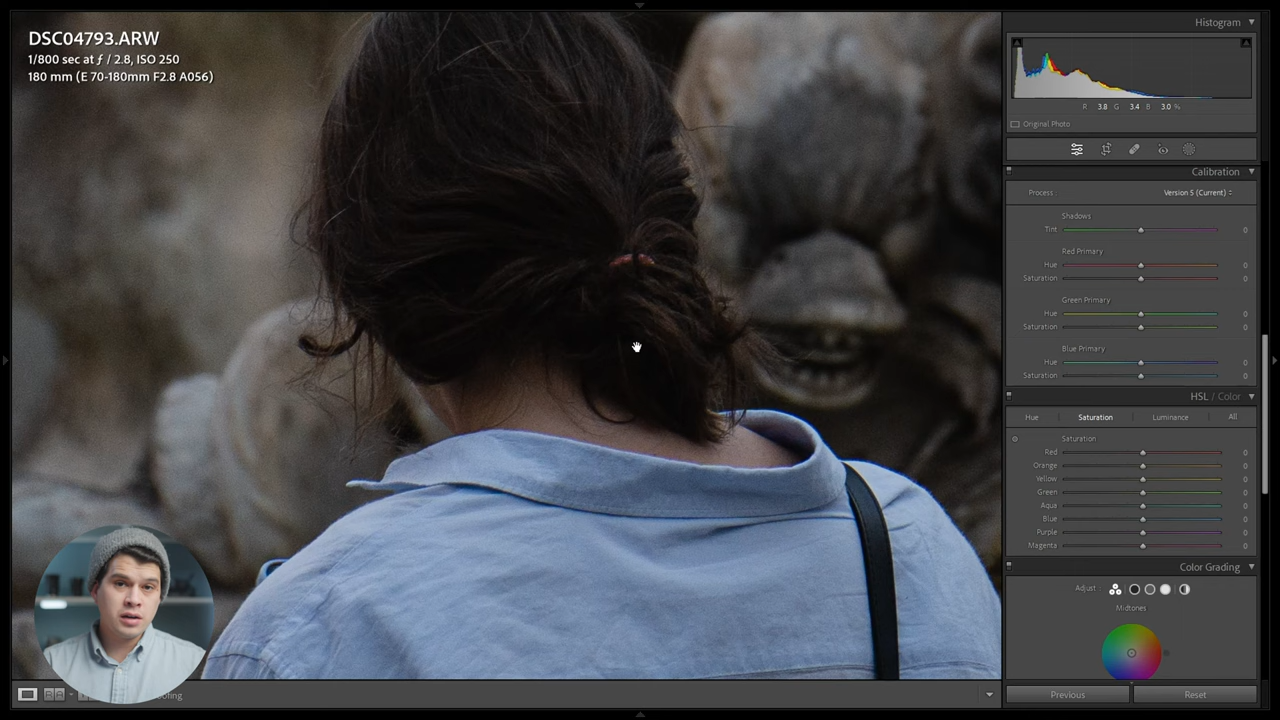 DSC04793.ARW
1/800 sec at ƒ / 2.8, ISO 250
180 mm (E 70-180mm F2.8 A056)
Histogram
R 3.8 G 3.4 B 3.0 %
Original Photo
Calibration
Process : Version 5 (Current)
Shadows
Tint 0
Red Primary
Hue 0
Saturation 0
Green Primary
Hue 0
Saturation 0
Blue Primary
Hue 0
Saturation 0
HSL / Color
Hue Saturation Luminance All
Saturation
Red 0
Orange 0
Yellow 0
Green 0
Aqua 0
Blue 0
Purple 0
Magenta 0
Color Grading
Adjust :
Midtones
Previous Reset